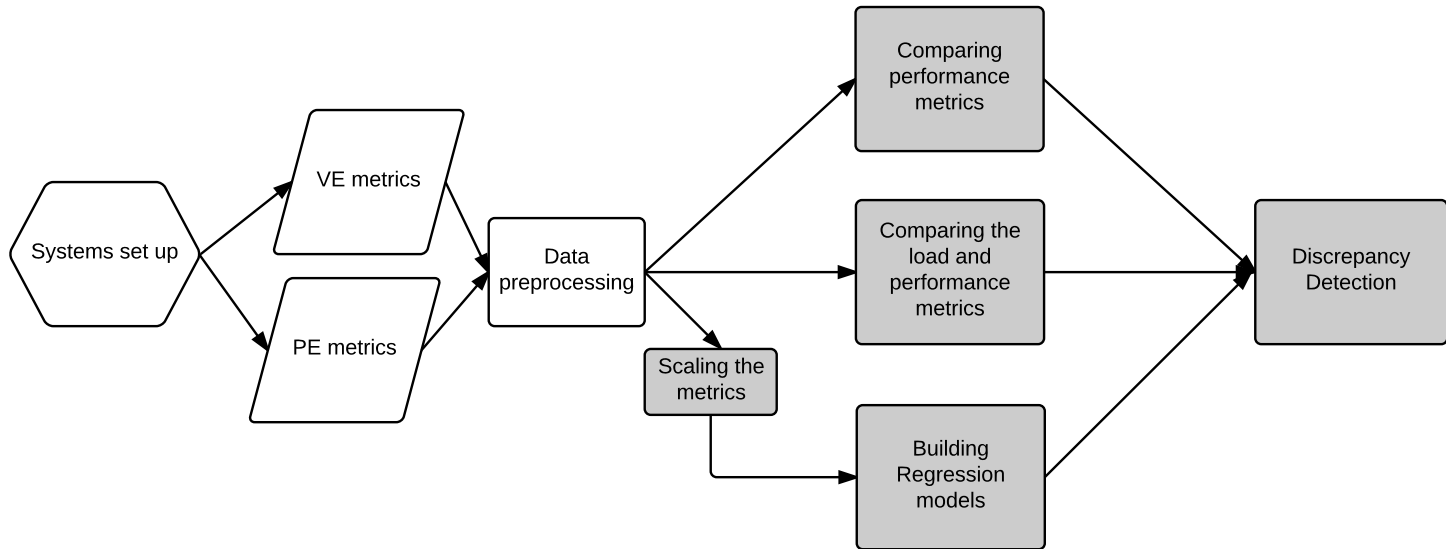 Systems set up
VE metrics
PE metrics
Data
preprocessing
Scaling the
metrics
Comparing
performance
metrics
Comparing the
load and
performance
metrics
Building
Regression
models
Discrepancy
Detection